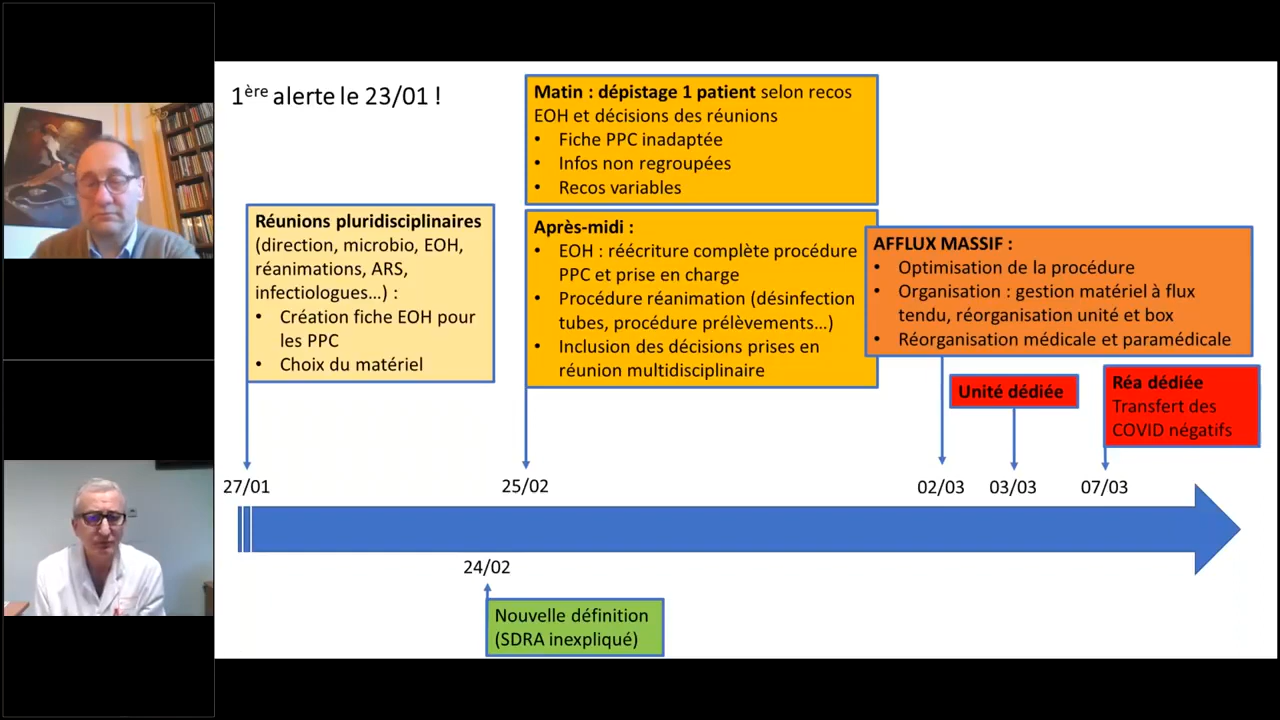 1ère alerte le 23/01 !
Matin : dépistage 1 patient selon recos
EOH et décisions des réunions
• Fiche PPC inadaptée
• Infos non regroupées
• Recos variables
Réunions pluridisciplinaires
(direction, microbio, EOH,
réanimations, ARS,
infectiologues…) :
• Création fiche EOH pour
les PPC
• Choix du matériel
Après-midi :
• EOH : réécriture complète procédure
PPC et prise en charge
• Procédure réanimation (désinfection
tubes, procédure prélèvements…)
• Inclusion des décisions prises en
réunion multidisciplinaire
AFFLUX MASSIF :
• Optimisation de la procédure
• Organisation : gestion matériel à flux
tendu, réorganisation unité et box
• Réorganisation médicale et paramédicale
Unité dédiée
Réa dédiée
Transfert des
COVID négatifs
27/01
25/02
02/03
03/03
07/03
24/02
Nouvelle définition
(SDRA inexpliqué)